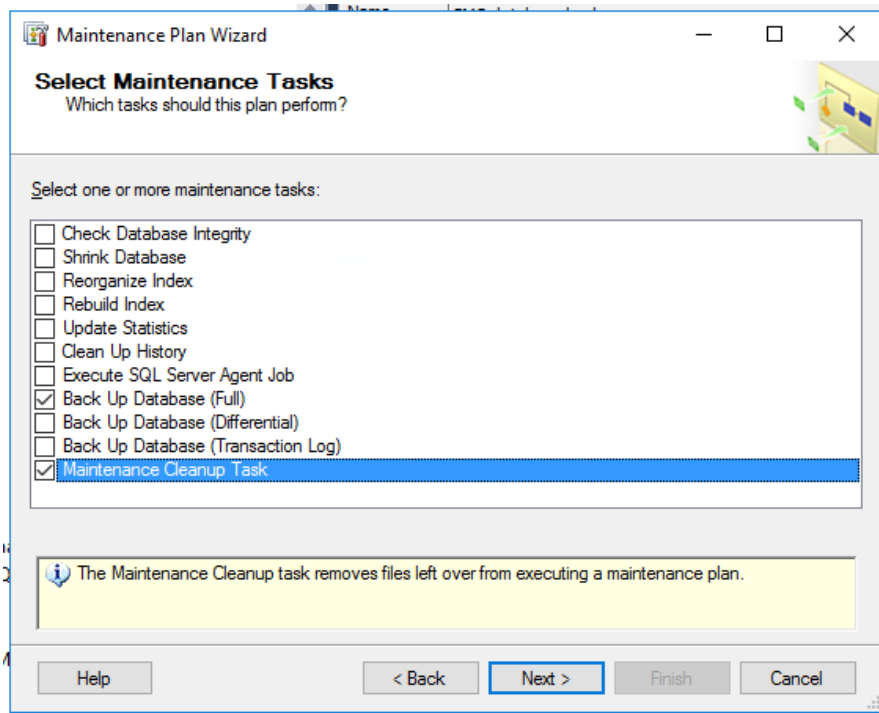 Maintenance Plan Wizard
Select Maintenance Tasks
Which tasks should this plan perform?
Select one or more maintenance tasks:
Check Database Integrity
Shrink Database
Reorganize Index
Rebuild Index
Update Statistics
Clean Up History
Execute SQL Server Agent Job
Back Up Database (Full)
Back Up Database (Differential)
Back Up Database (Transaction Log)
Maintenance Cleanup Task
The Maintenance Cleanup task removes files left over from executing a maintenance plan.
Help
< Back
Next >
Finish
Cancel